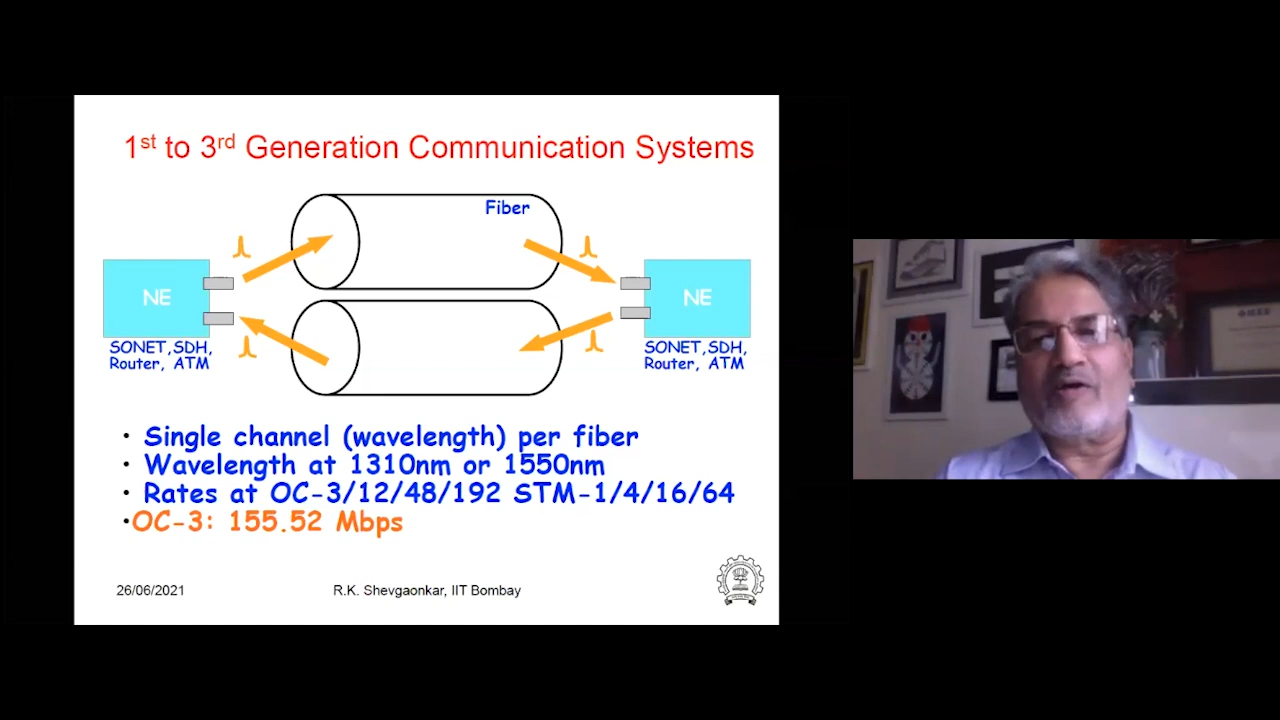 1st to 3rd Generation Communication Systems
Fiber
NE
NE
SONET,SDH,
Router, ATM
SONET,SDH,
Router, ATM
• Single channel (wavelength) per fiber
• Wavelength at 1310nm or 1550nm
• Rates at OC-3/12/48/192 STM-1/4/16/64
•OC-3: 155.52 Mbps
26/06/2021
R.K. Shevgaonkar, IIT Bombay
IEEE